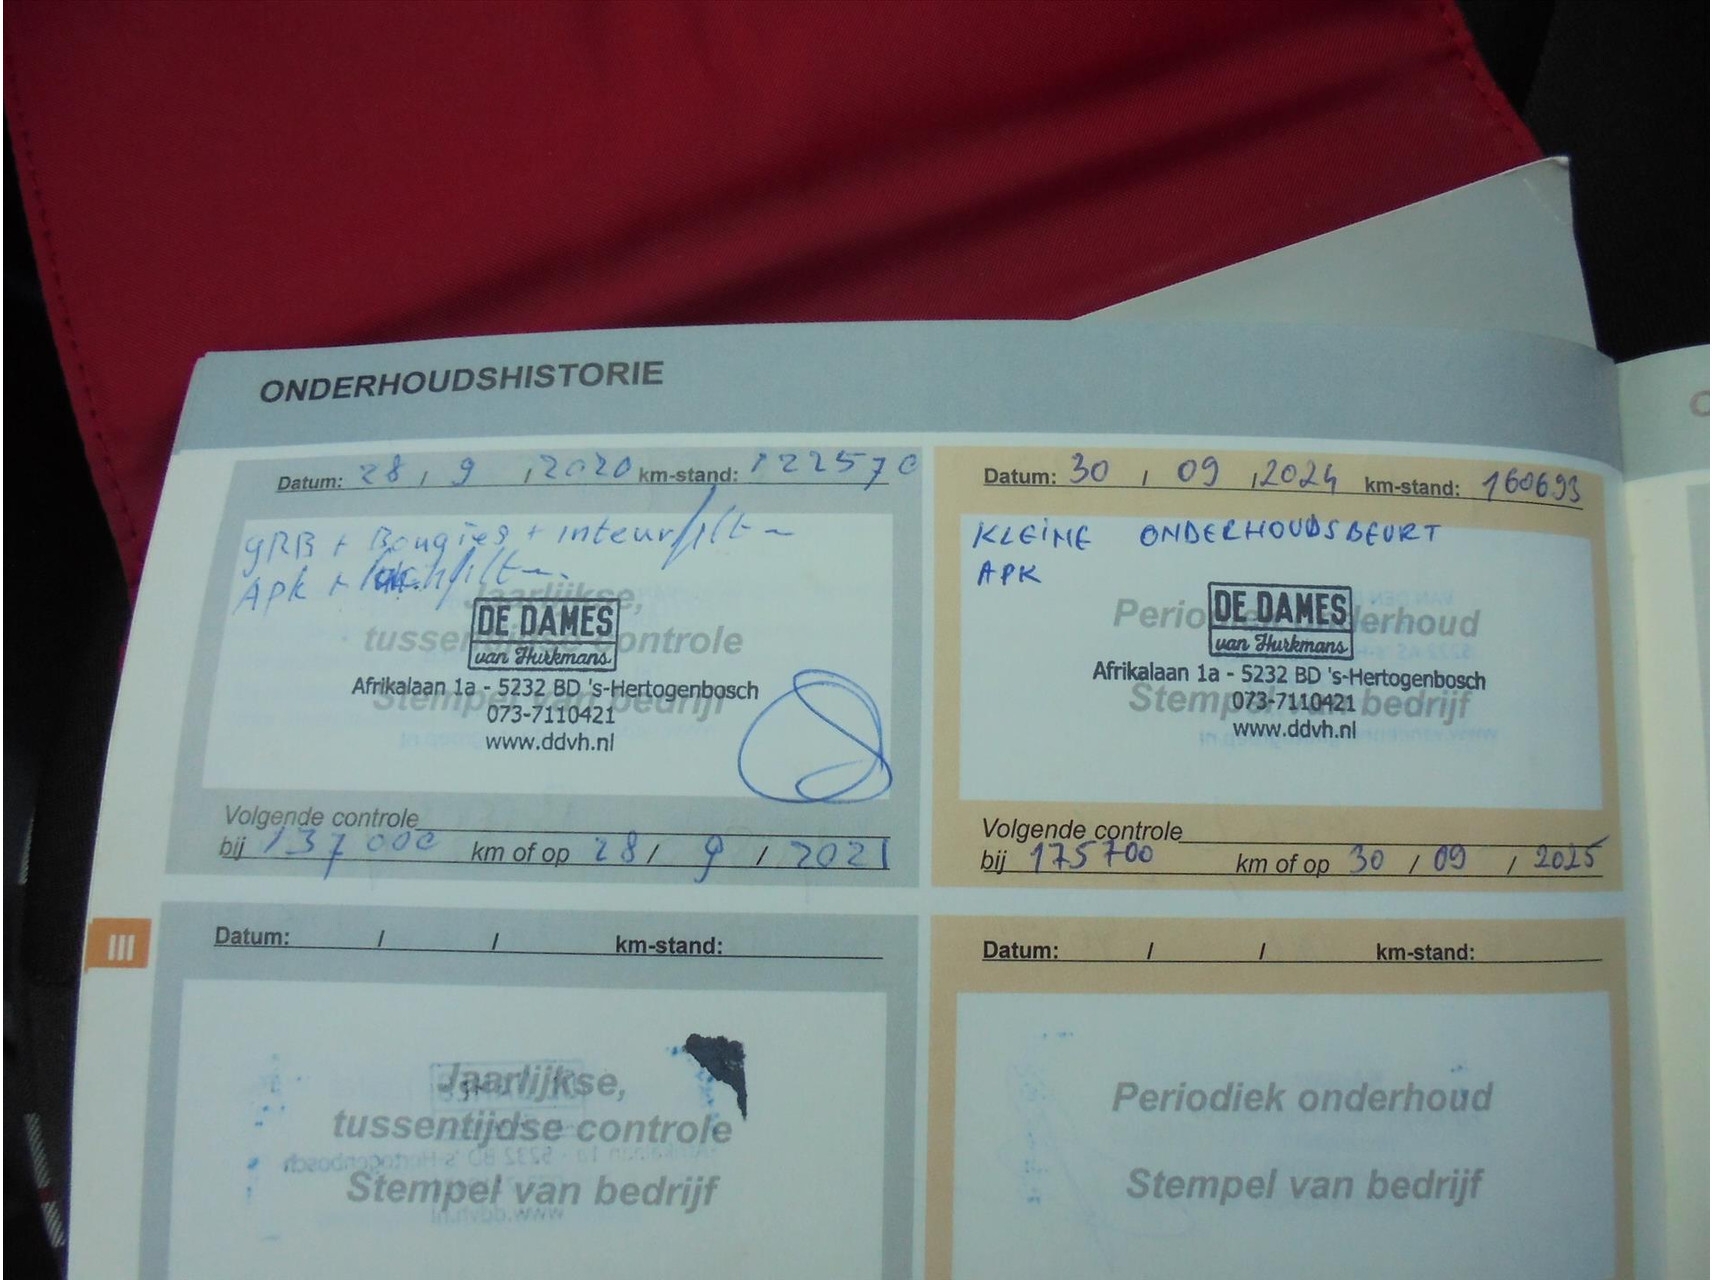 ONDERHOUDSHISTORIE
Datum: 28 / 9 / 2020 km-stand: 122570
GRB + Bougies + inteurfilt
APK +
Jaarlijkse,
tussentijdse controle
Stempel van bedrijf
DE DAMES
van Hurkmans
Afrikalaan 1a - 5232 BD 's-Hertogenbosch
073-7110421
www.ddvh.nl
Volgende controle
bij 137000 km of op 28 / 9 / 2021
Datum: 30 / 09 / 2024 km-stand: 160693
KLEINE ONDERHOUDSBEURT
APK
Periodiek onderhoud
Stempel van bedrijf
DE DAMES
van Hurkmans
Afrikalaan 1a - 5232 BD 's-Hertogenbosch
073-7110421
www.ddvh.nl
Volgende controle
bij 175700 km of op 30 / 09 / 2025
III
Datum: / / km-stand:
Jaarlijkse,
tussentijdse controle
Stempel van bedrijf
Datum: / / km-stand:
Periodiek onderhoud
Stempel van bedrijf